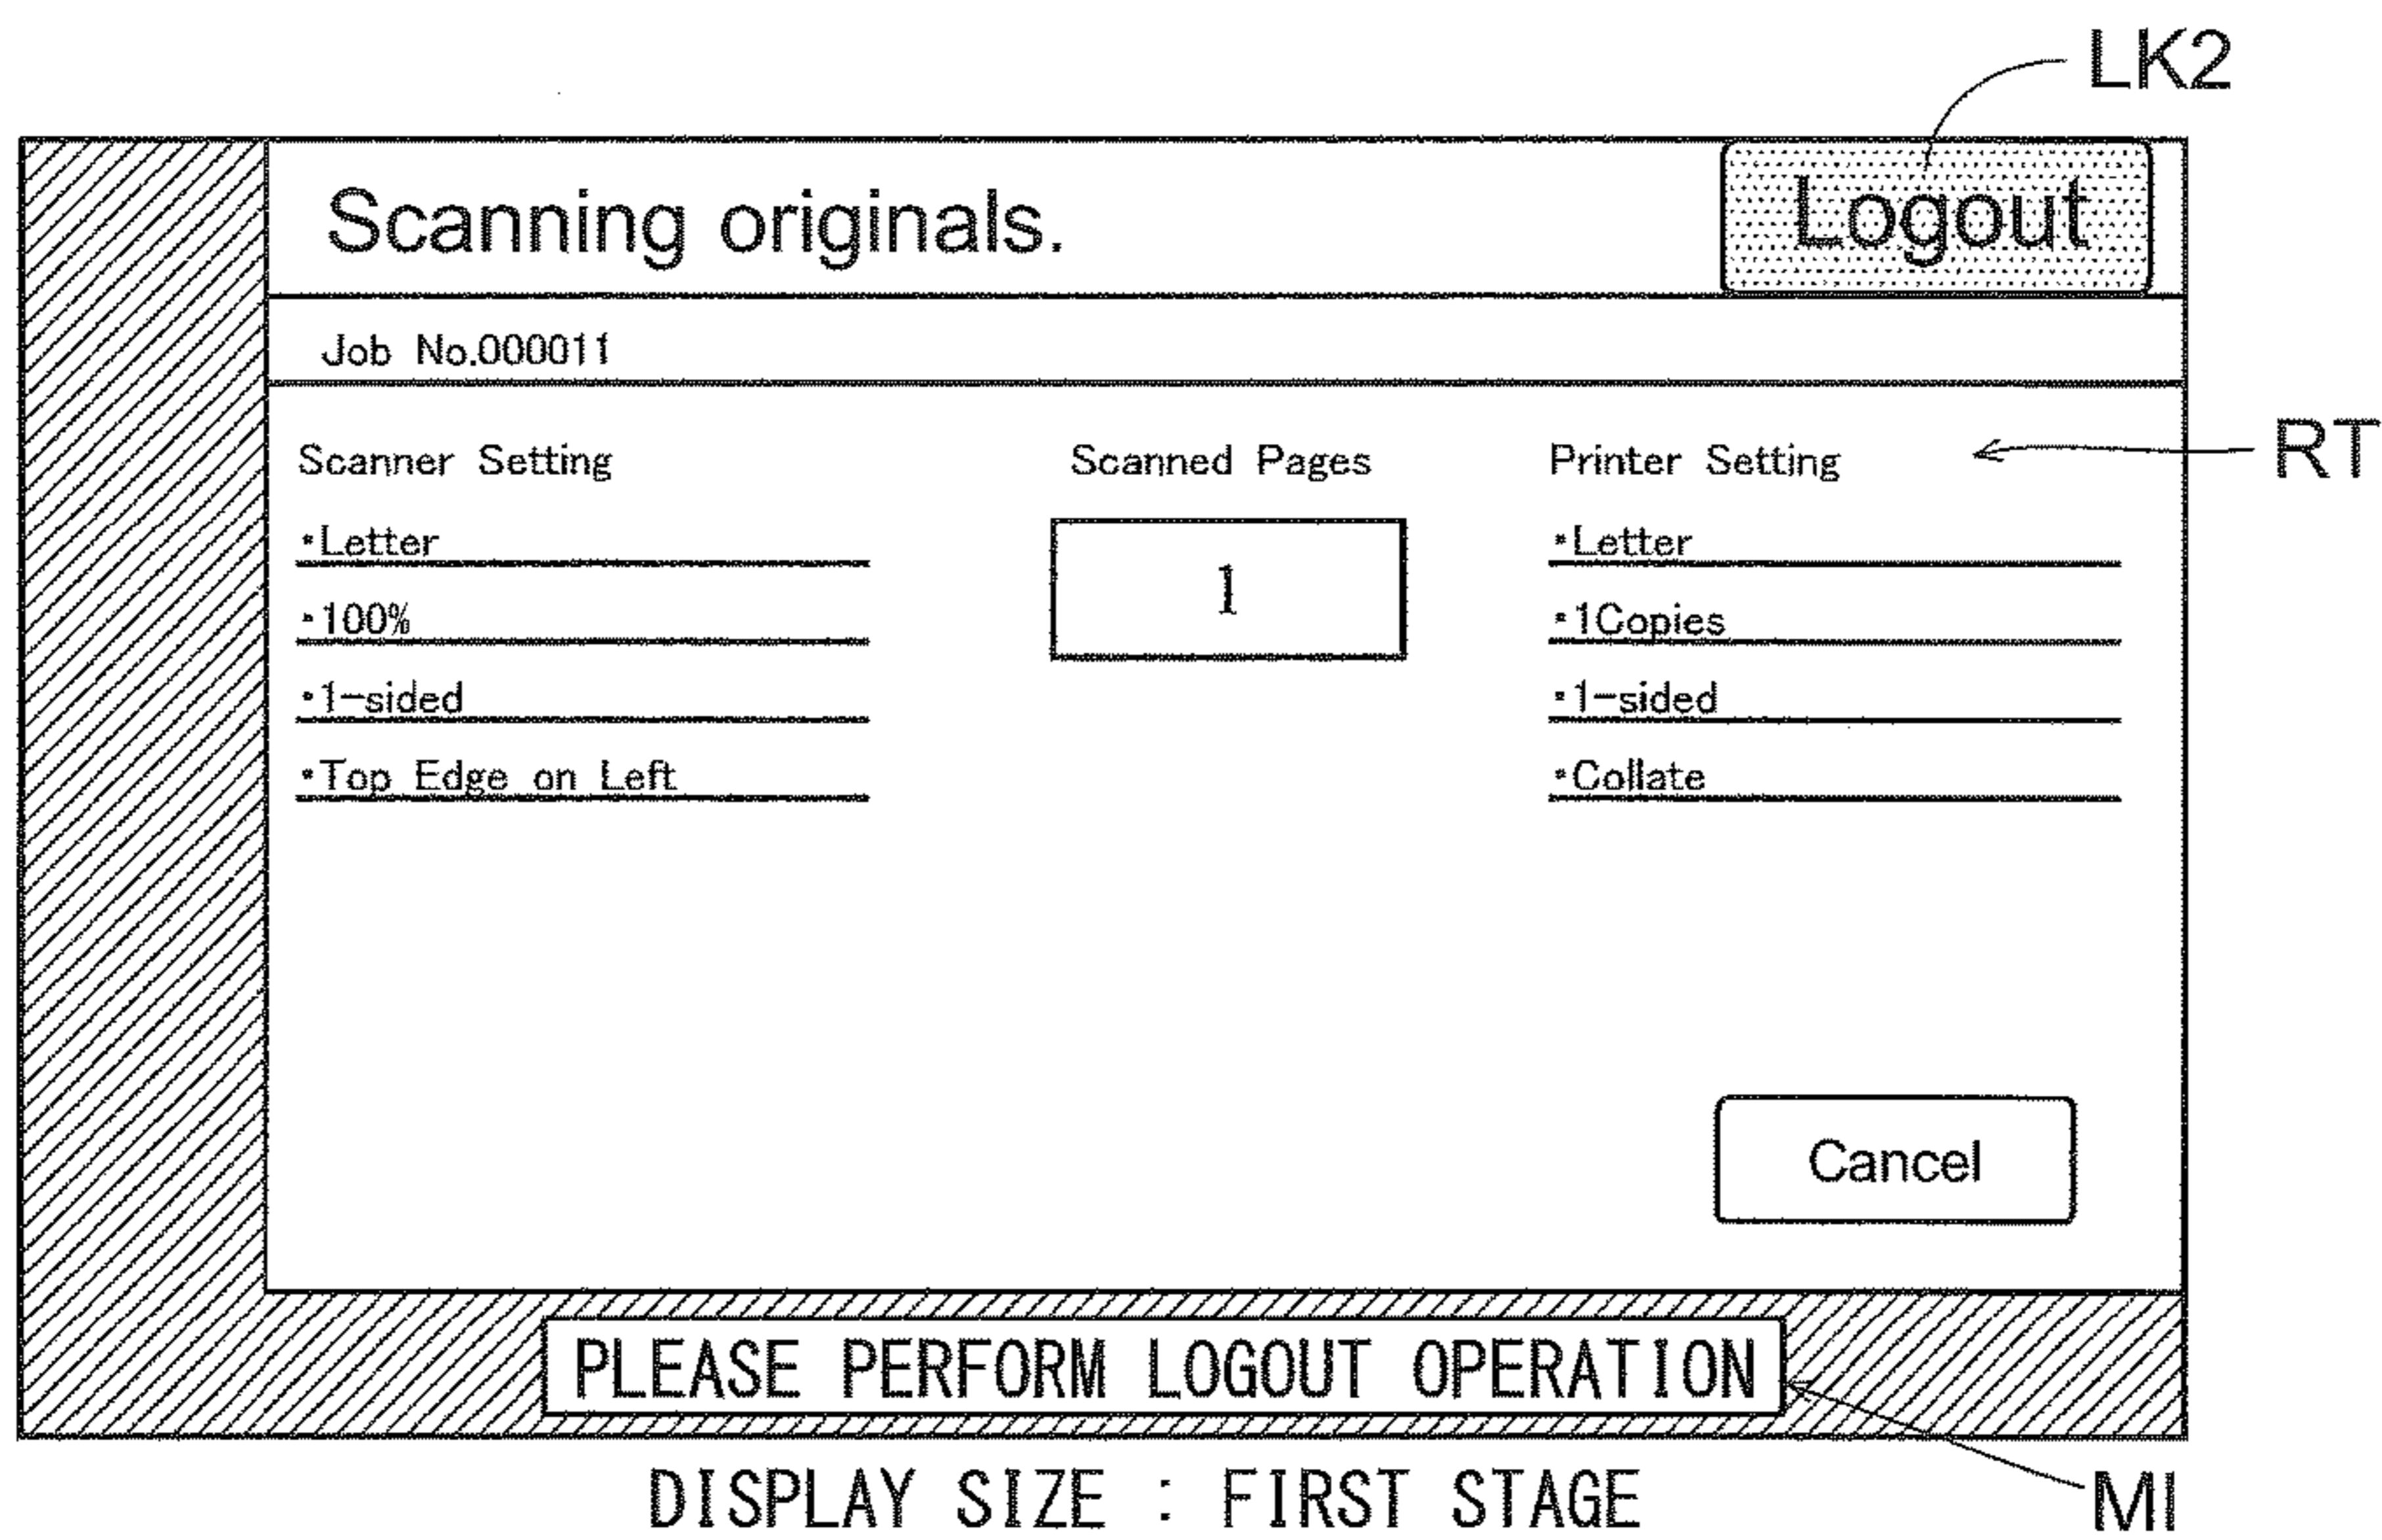 LK2
Scanning originals. Logout
Job No.000011
RT
Scanner Setting
・Letter
・100%
・1-sided
・Top Edge on Left
Scanned Pages
1
Printer Setting
・Letter
・1Copies
・1-sided
・Collate
Cancel
PLEASE PERFORM LOGOUT OPERATION
DISPLAY SIZE : FIRST STAGE
MI